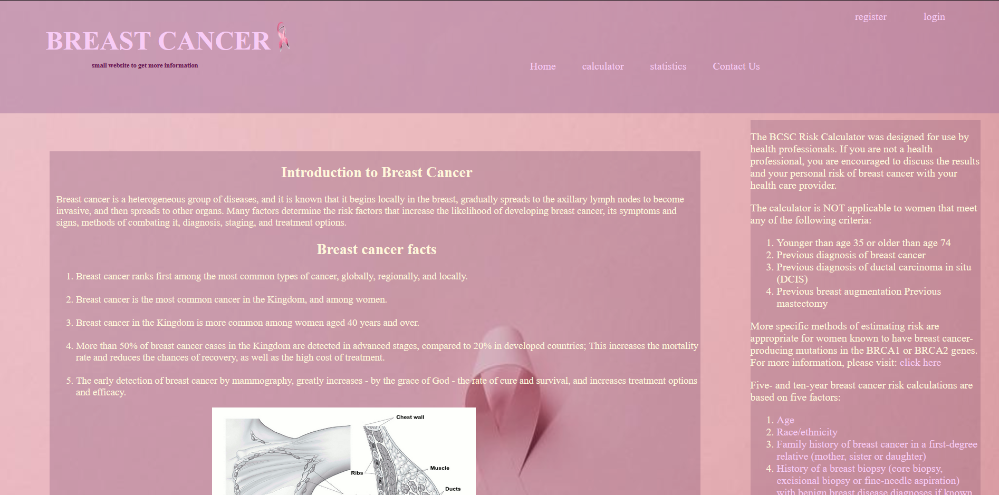 register login
BREAST CANCER
small website to get more information
Home calculator statistics Contact Us
Introduction to Breast Cancer
Breast cancer is a heterogeneous group of diseases, and it is known that it begins locally in the breast, gradually spreads to the axillary lymph nodes to become
invasive, and then spreads to other organs. Many factors determine the risk factors that increase the likelihood of developing breast cancer, its symptoms and
signs, methods of combating it, diagnosis, staging, and treatment options.
Breast cancer facts
1. Breast cancer ranks first among the most common types of cancer, globally, regionally, and locally.
2. Breast cancer is the most common cancer in the Kingdom, and among women.
3. Breast cancer in the Kingdom is more common among women aged 40 years and over.
4. More than 50% of breast cancer cases in the Kingdom are detected in advanced stages, compared to 20% in developed countries; This increases the mortality
rate and reduces the chances of recovery, as well as the high cost of treatment.
5. The early detection of breast cancer by mammography, greatly increases - by the grace of God - the rate of cure and survival, and increases treatment options
and efficacy.
Chest wall
Ribs
Muscle
Ducts
The BCSC Risk Calculator was designed for use by
health professionals. If you are not a health
professional, you are encouraged to discuss the results
and your personal risk of breast cancer with your
health care provider.
The calculator is NOT applicable to women that meet
any of the following criteria:
1. Younger than age 35 or older than age 74
2. Previous diagnosis of breast cancer
3. Previous diagnosis of ductal carcinoma in situ
(DCIS)
4. Previous breast augmentation Previous
mastectomy
More specific methods of estimating risk are
appropriate for women known to have breast cancer-
producing mutations in the BRCA1 or BRCA2 genes.
For more information, please visit: click here
Five- and ten-year breast cancer risk calculations are
based on five factors:
1. Age
2. Race/ethnicity
3. Family history of breast cancer in a first-degree
relative (mother, sister or daughter)
4. History of a breast biopsy (core biopsy,
excisional biopsy or fine-needle aspiration)
with benign breast disease diagnoses if known